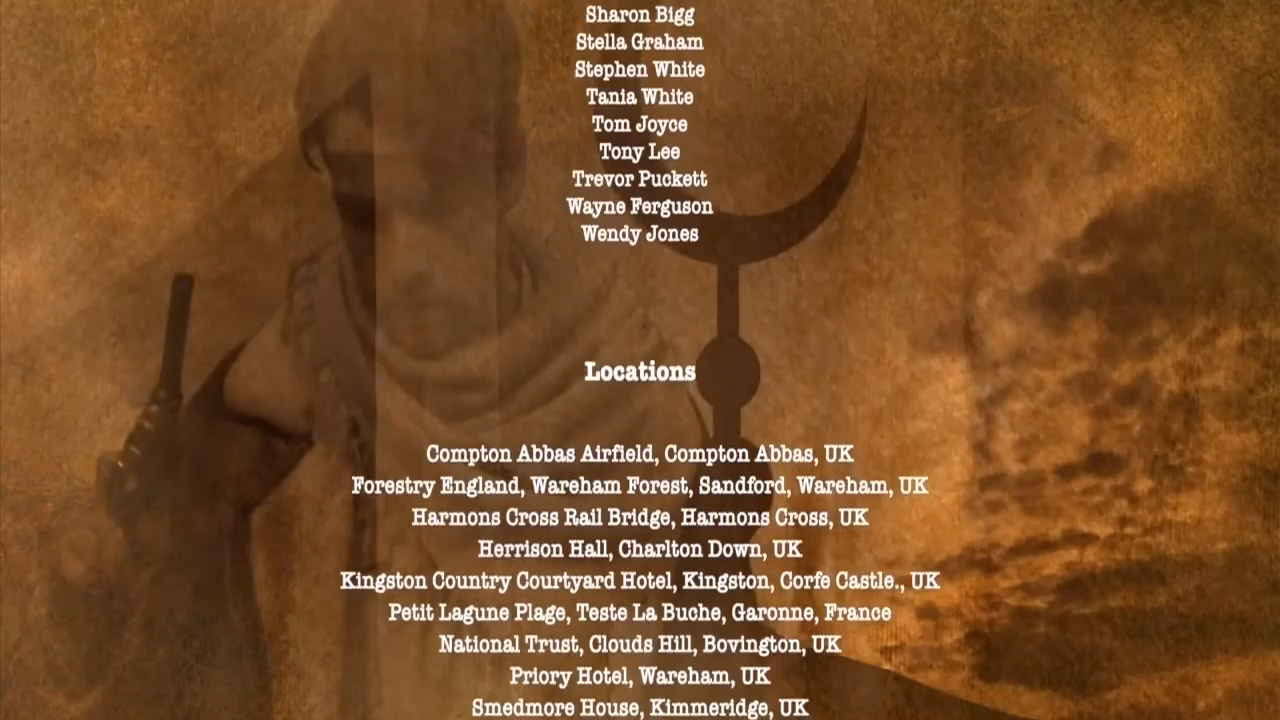 Sharon Bigg
Stella Graham
Stephen White
Tania White
Tom Joyce
Tony Lee
Trevor Puckett
Wayne Ferguson
Wendy Jones
Locations
Compton Abbas Airfield, Compton Abbas, UK
Forestry England, Wareham Forest, Sandford, Wareham, UK
Harmons Cross Rail Bridge, Harmons Cross, UK
Herrison Hall, Charlton Down, UK
Kingston Country Courtyard Hotel, Kingston, Corfe Castle., UK
Petit Lagune Plage, Teste La Buche, Garonne, France
National Trust, Clouds Hill, Bovington, UK
Priory Hotel, Wareham, UK
Smedmore House, Kimmeridge, UK